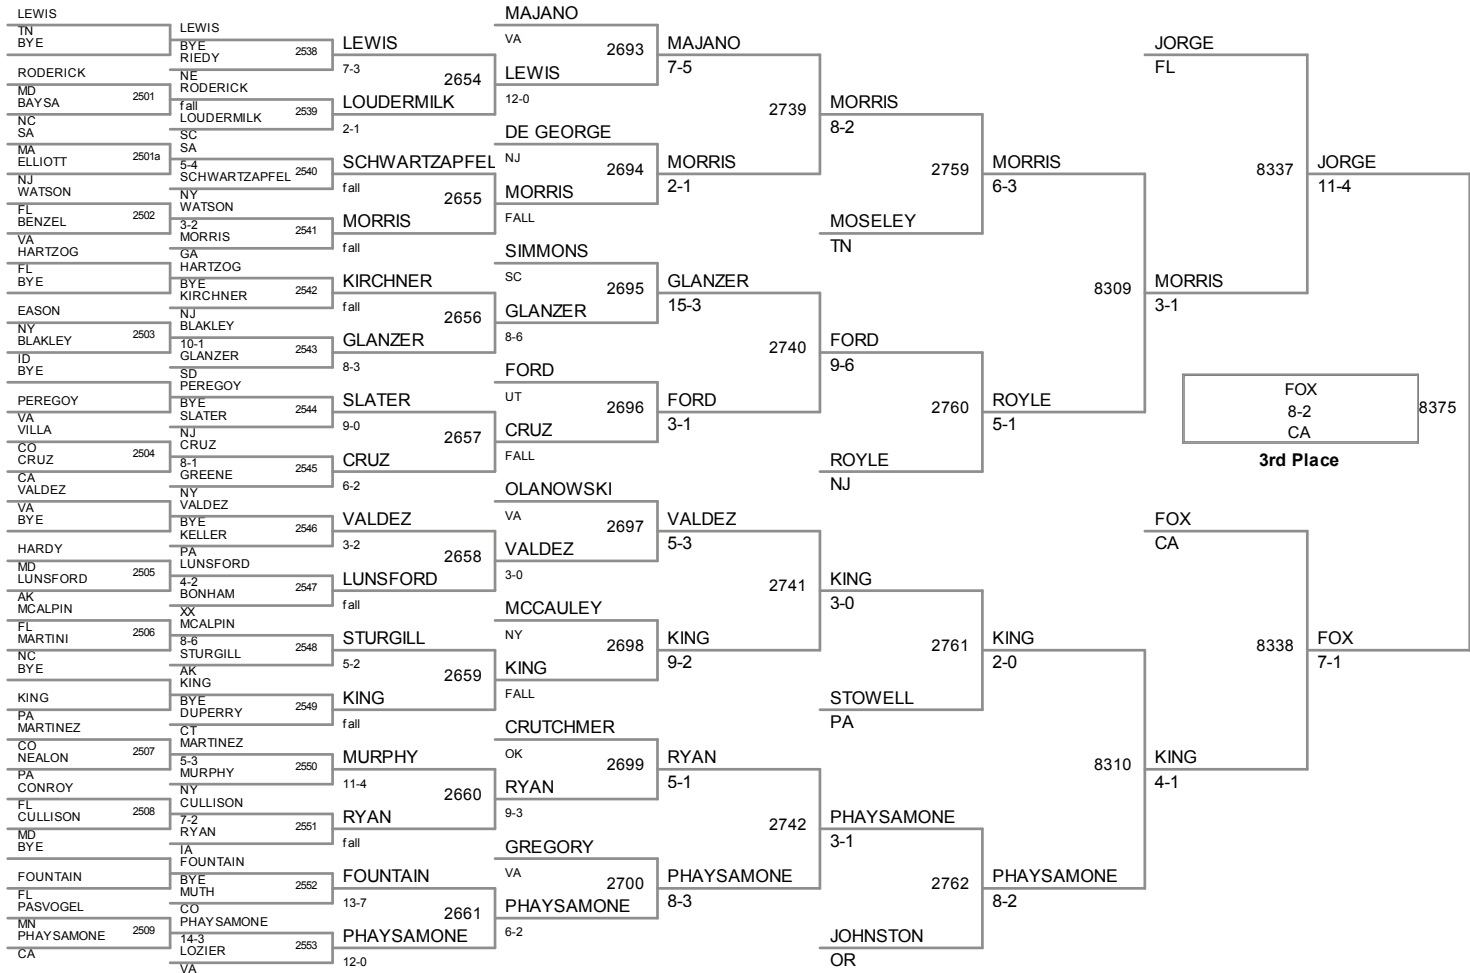 LEWIS
TN
BYE
RODERICK
MD
BAYSA
2501
NC
SA
MA
ELLIOTT
2501a
NJ
WATSON
FL
BENZEL
2502
VA
HARTZOG
FL
BYE
EASON
NY
BLAKLEY
2503
ID
BYE
PEREGOY
VA
VILLA
CO
CRUZ
2504
CA
VALDEZ
VA
BYE
HARDY
MD
LUNSFORD
2505
AK
MCALPIN
FL
MARTINI
2506
NC
BYE
KING
PA
MARTINEZ
CO
NEALON
2507
PA
CONROY
FL
CULLISON
2508
MD
BYE
FOUNTAIN
FL
PASVOGEL
MN
PHAYSAMONE
2509
CA
LEWIS
BYE
RIEDY
2538
NE
RODERICK
fall
LOUDERMILK
2539
SC
SA
5-4
SCHWARTZAPFEL
2540
NY
WATSON
3-2
MORRIS
2541
GA
HARTZOG
BYE
KIRCHNER
2542
NJ
BLAKLEY
10-1
GLANZER
2543
SD
PEREGOY
BYE
SLATER
2544
NJ
CRUZ
8-1
GREENE
2545
NY
VALDEZ
BYE
KELLER
2546
PA
LUNSFORD
4-2
BONHAM
2547
XX
MCALPIN
8-6
STURGILL
2548
AK
KING
BYE
DUPERRY
2549
CT
MARTINEZ
5-3
MURPHY
2550
NY
CULLISON
7-2
RYAN
2551
IA
FOUNTAIN
BYE
MUTH
2552
CO
PHAYSAMONE
14-3
LOZIER
2553
VA
LEWIS
7-3
2654
LOUDERMILK
2-1
SCHWARTZAPFEL
fall
2655
MORRIS
fall
KIRCHNER
fall
2656
GLANZER
8-3
SLATER
9-0
2657
CRUZ
6-2
VALDEZ
3-2
2658
LUNSFORD
fall
STURGILL
5-2
2659
KING
fall
MURPHY
11-4
2660
RYAN
fall
FOUNTAIN
13-7
2661
PHAYSAMONE
12-0
MAJANO
VA
2693
LEWIS
12-0
DE GEORGE
NJ
2694
MORRIS
FALL
SIMMONS
SC
2695
GLANZER
8-6
FORD
UT
2696
CRUZ
FALL
OLANOWSKI
VA
2697
VALDEZ
3-0
MCCAULEY
NY
2698
KING
FALL
CRUTCHMER
OK
2699
RYAN
9-3
GREGORY
VA
2700
PHAYSAMONE
6-2
MAJANO
7-5
2739
MORRIS
2-1
GLANZER
15-3
2740
FORD
3-1
VALDEZ
5-3
2741
KING
9-2
RYAN
5-1
2742
PHAYSAMONE
8-3
MORRIS
8-2
2759
MOSELEY
TN
FORD
9-6
2760
ROYLE
NJ
KING
3-0
2761
STOWELL
PA
PHAYSAMONE
3-1
2762
JOHNSTON
OR
MORRIS
6-3
8309
ROYLE
5-1
KING
2-0
8310
PHAYSAMONE
8-2
JORGE
FL
8337
MORRIS
3-1
FOX
CA
8338
KING
4-1
JORGE
11-4
FOX
7-1
FOX
8-2
8375
CA
3rd Place